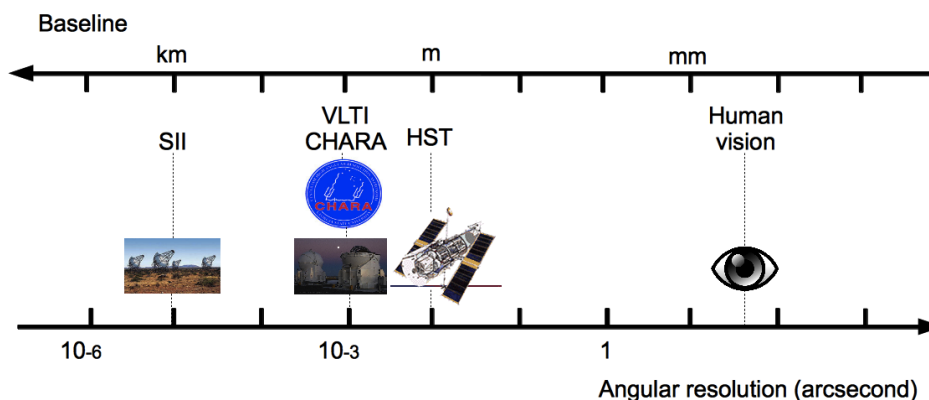 Baseline
km m mm
SII
VLTI
CHARA
HST
Human
vision
CHARA
10-6 10-3 1
Angular resolution (arcsecond)